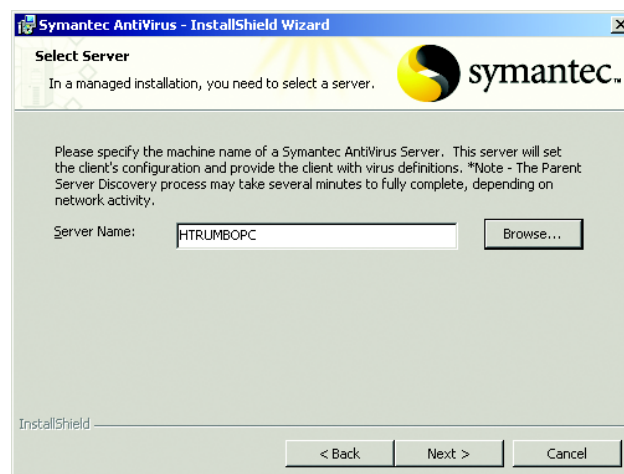 Symantec AntiVirus - InstallShield Wizard
Select Server
In a managed installation, you need to select a server.
symantec.™
Please specify the machine name of a Symantec AntiVirus Server.  This server will set
the client's configuration and provide the client with virus definitions. *Note - The Parent
Server Discovery process may take several minutes to fully complete, depending on
network activity.
Server Name:
HTRUMBOPC
Browse...
InstallShield
< Back
Next >
Cancel